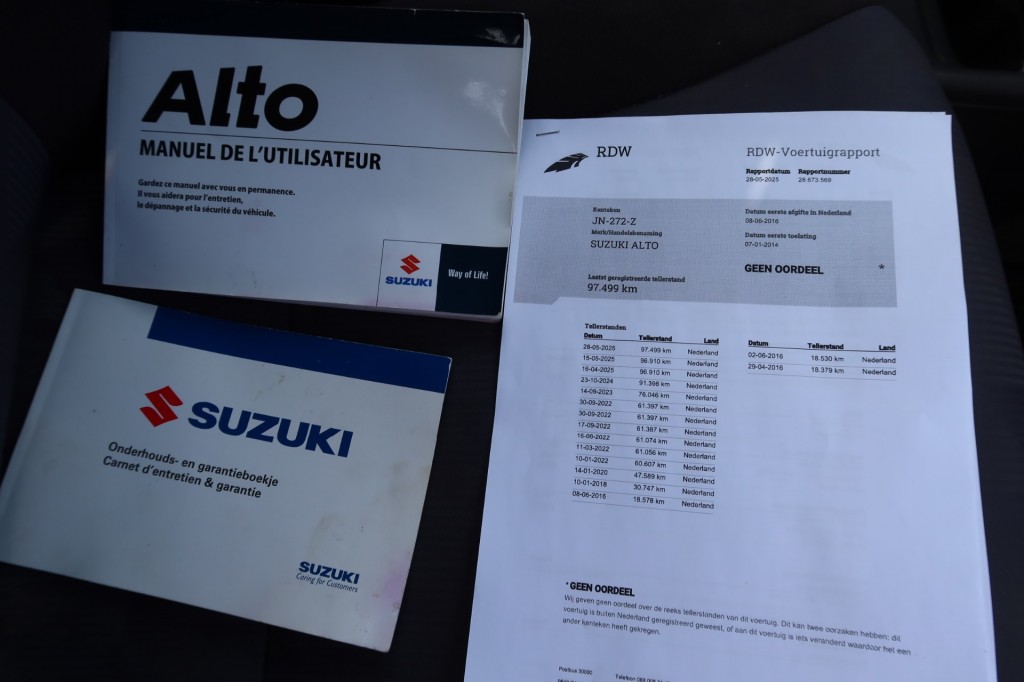 Alto
MANUEL DE L'UTILISATEUR
Gardez ce manuel avec vous en permanence.
Il vous aidera pour l'entretien,
le dépannage et la sécurité du véhicule.
SUZUKI
Way of Life!
SUZUKI
Onderhouds- en garantieboekje
Carnet d'entretien & garantie
SUZUKI
Caring for Customers
RDW
RDW-Voertuigrapport
Rapportdatum Rapportnummer
28-05-2025 28.673.569
Kenteken
JN-272-Z
Merk/Handelsbenaming
SUZUKI ALTO
Laatst geregistreerde tellerstand
97.499 km
Datum eerste afgifte in Nederland
08-06-2016
Datum eerste toelating
07-01-2014
GEEN OORDEEL *
Tellerstanden
Datum Tellerstand Land
28-05-2025 97.499 km Nederland
15-05-2025 96.910 km Nederland
16-04-2025 96.910 km Nederland
23-10-2024 91.398 km Nederland
14-09-2023 76.046 km Nederland
30-09-2022 61.397 km Nederland
30-09-2022 61.397 km Nederland
17-09-2022 61.387 km Nederland
16-06-2022 61.074 km Nederland
11-03-2022 61.056 km Nederland
10-01-2022 60.607 km Nederland
14-01-2020 47.589 km Nederland
10-01-2018 30.747 km Nederland
08-06-2016 18.578 km Nederland
Datum Tellerstand Land
02-06-2016 18.530 km Nederland
29-04-2016 18.379 km Nederland
* GEEN OORDEEL
Wij geven geen oordeel over de reeks tellerstanden van dit voertuig. Dit kan twee oorzaken hebben: dit
voertuig is buiten Nederland geregistreerd geweest, of aan dit voertuig is iets veranderd waardoor het een
ander kenteken heeft gekregen.
Postbus 30000
Telefoon 088 008